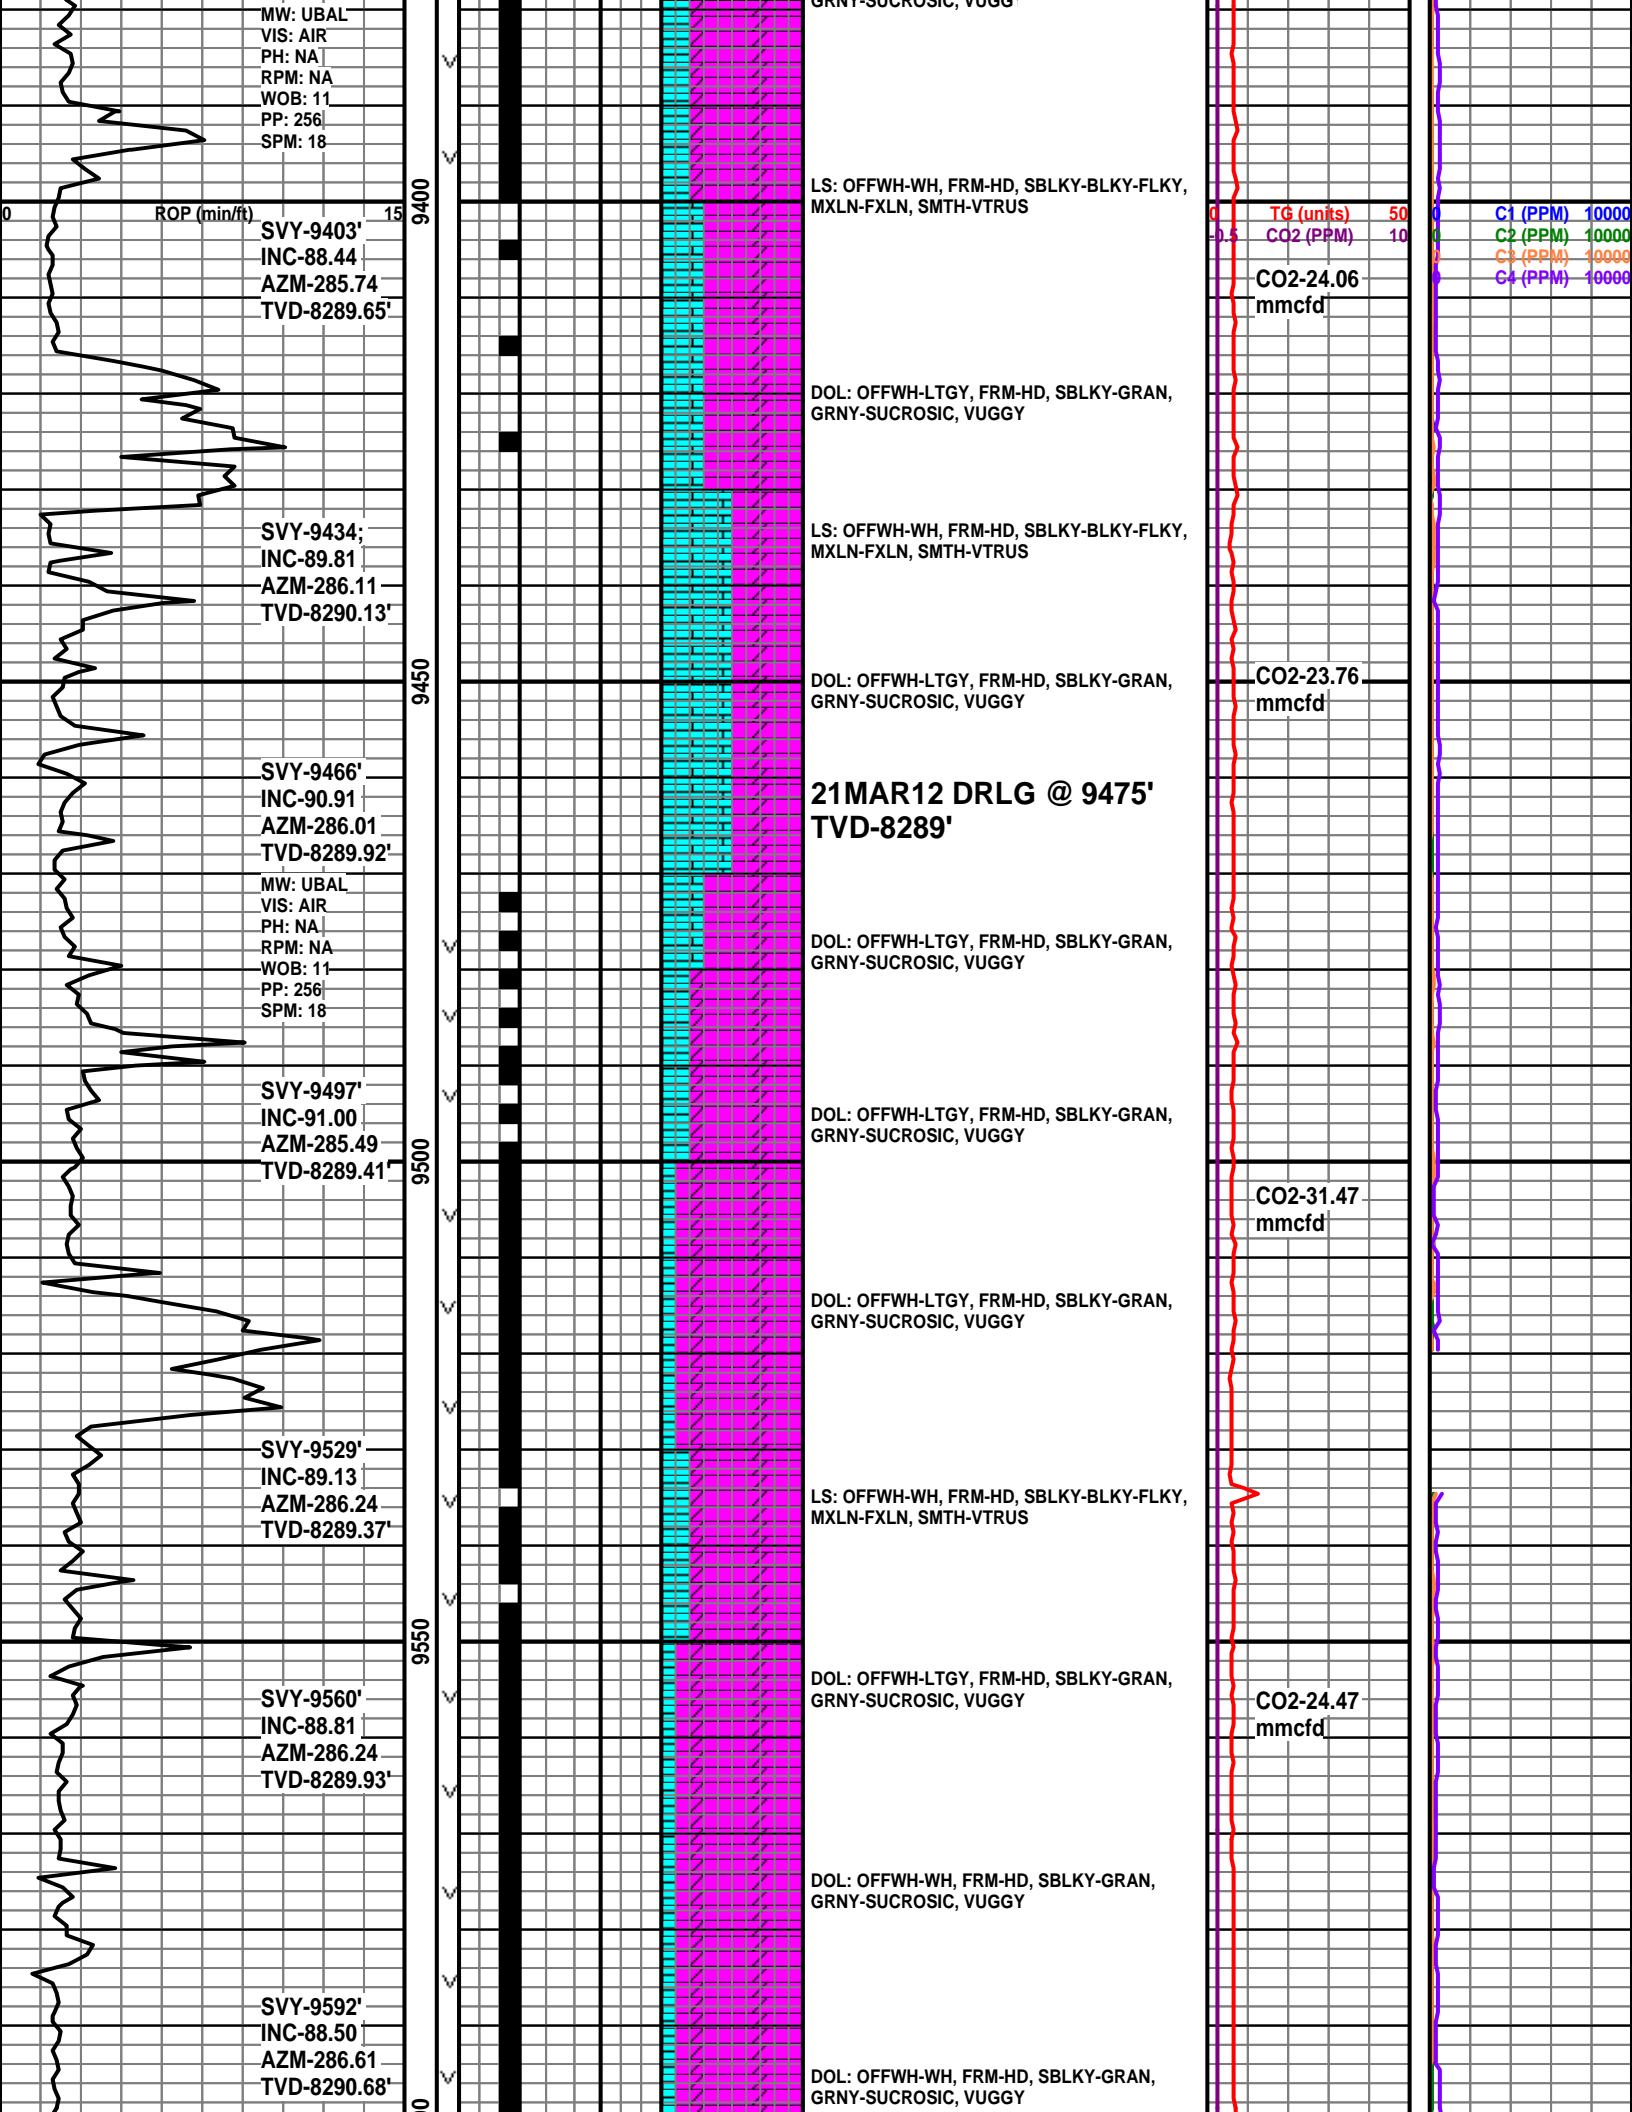 GRNY-SUCROSIC, VUGGY
MW: UBAL
VIS: AIR
PH: NA
RPM: NA
WOB: 11
PP: 256
SPM: 18
LS: OFFWH-WH, FRM-HD, SBLKY-BLKY-FLKY,
MXLN-FXLN, SMTH-VTRUS
9400
0 ROP (min/ft) 15
0 TG (units) 50
-0.5 CO2 (PPM) 10
0 C1 (PPM) 10000
0 C2 (PPM) 10000
0 C3 (PPM) 10000
0 C4 (PPM) 10000
SVY-9403'
INC-88.44
AZM-285.74
TVD-8289.65'
CO2-24.06
mmcfd
DOL: OFFWH-LTGY, FRM-HD, SBLKY-GRAN,
GRNY-SUCROSIC, VUGGY
SVY-9434;
INC-89.81
AZM-286.11
TVD-8290.13'
LS: OFFWH-WH, FRM-HD, SBLKY-BLKY-FLKY,
MXLN-FXLN, SMTH-VTRUS
9450
DOL: OFFWH-LTGY, FRM-HD, SBLKY-GRAN,
GRNY-SUCROSIC, VUGGY
CO2-23.76
mmcfd
SVY-9466'
INC-90.91
AZM-286.01
TVD-8289.92'
21MAR12 DRLG @ 9475'
TVD-8289'
MW: UBAL
VIS: AIR
PH: NA
RPM: NA
WOB: 11
PP: 256
SPM: 18
DOL: OFFWH-LTGY, FRM-HD, SBLKY-GRAN,
GRNY-SUCROSIC, VUGGY
SVY-9497'
INC-91.00
AZM-285.49
TVD-8289.41'
9500
DOL: OFFWH-LTGY, FRM-HD, SBLKY-GRAN,
GRNY-SUCROSIC, VUGGY
CO2-31.47
mmcfd
DOL: OFFWH-LTGY, FRM-HD, SBLKY-GRAN,
GRNY-SUCROSIC, VUGGY
SVY-9529'
INC-89.13
AZM-286.24
TVD-8289.37'
LS: OFFWH-WH, FRM-HD, SBLKY-BLKY-FLKY,
MXLN-FXLN, SMTH-VTRUS
9550
DOL: OFFWH-LTGY, FRM-HD, SBLKY-GRAN,
GRNY-SUCROSIC, VUGGY
SVY-9560'
INC-88.81
AZM-286.24
TVD-8289.93'
CO2-24.47
mmcfd
DOL: OFFWH-WH, FRM-HD, SBLKY-GRAN,
GRNY-SUCROSIC, VUGGY
SVY-9592'
INC-88.50
AZM-286.61
TVD-8290.68'
DOL: OFFWH-WH, FRM-HD, SBLKY-GRAN,
GRNY-SUCROSIC, VUGGY